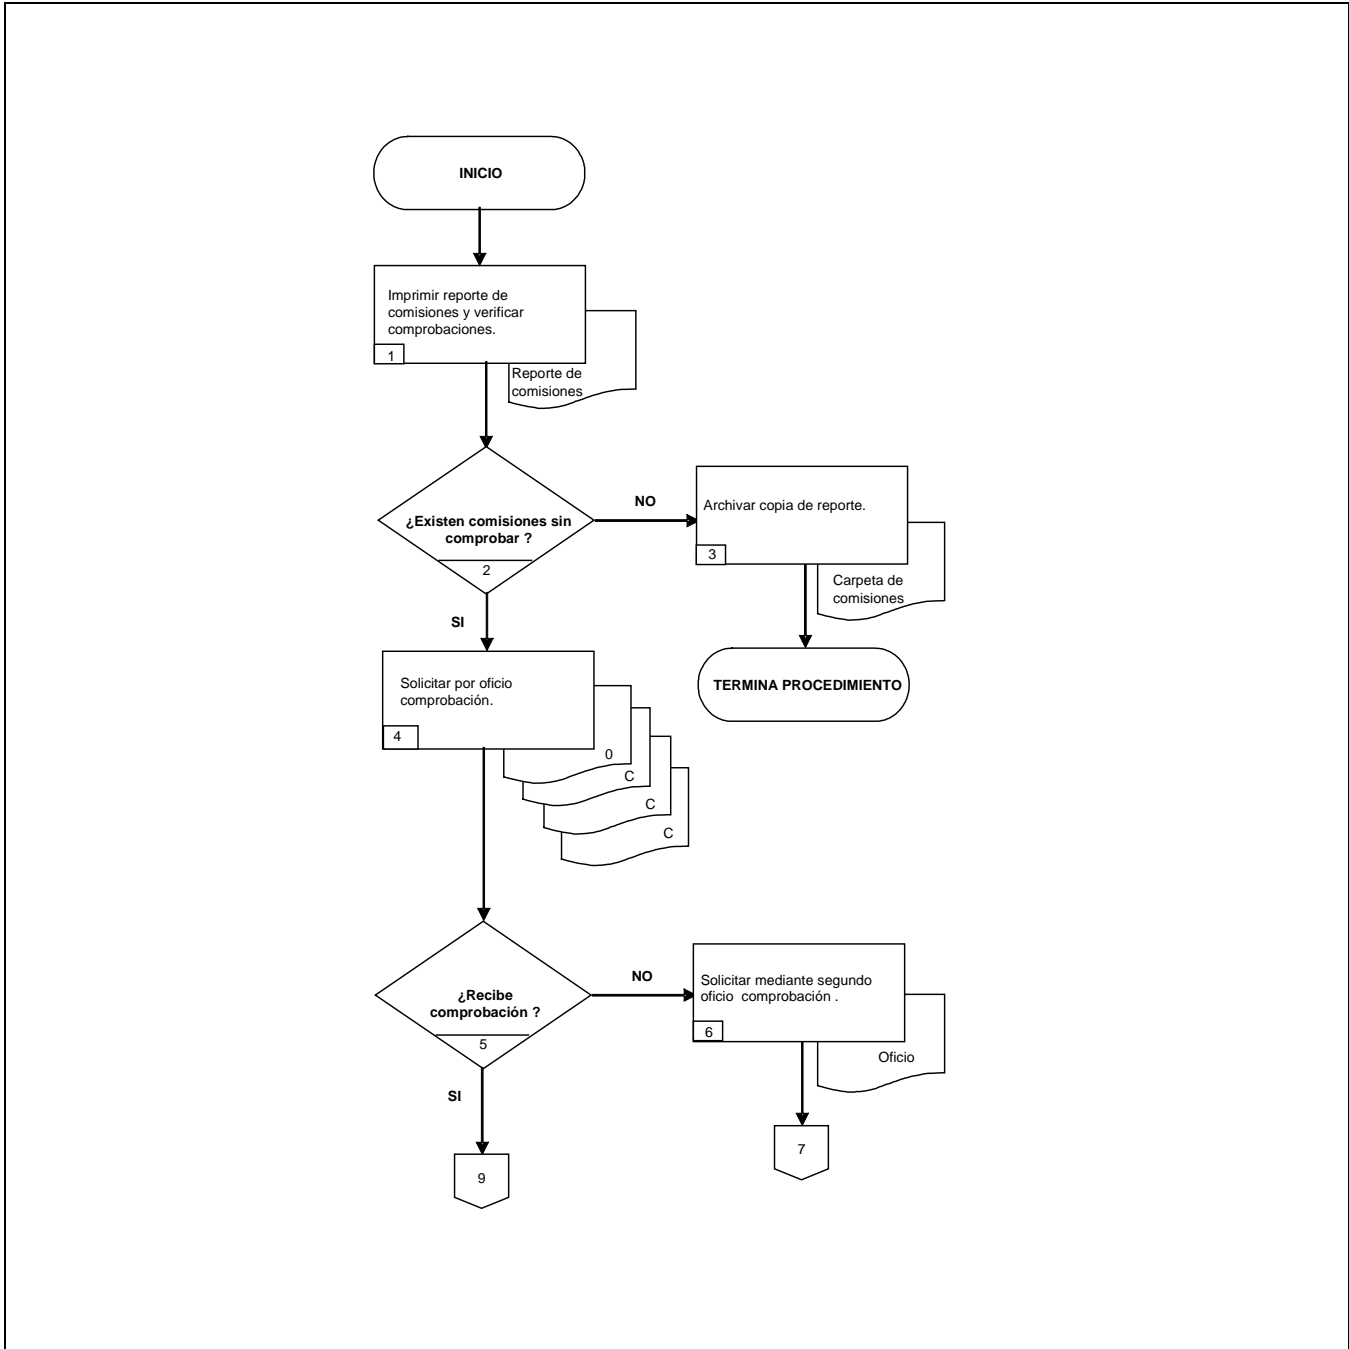 INICIO
Imprimir reporte de
comisiones y verificar
comprobaciones.
1
Reporte de
comisiones
¿Existen comisiones sin
comprobar ?
2
NO
Archivar copia de reporte.
3
Carpeta de
comisiones
TERMINA PROCEDIMIENTO
SI
Solicitar por oficio
comprobación.
4
0
C
C
C
¿Recibe
comprobación ?
5
NO
Solicitar mediante segundo
oficio  comprobación .
6
Oficio
7
SI
9